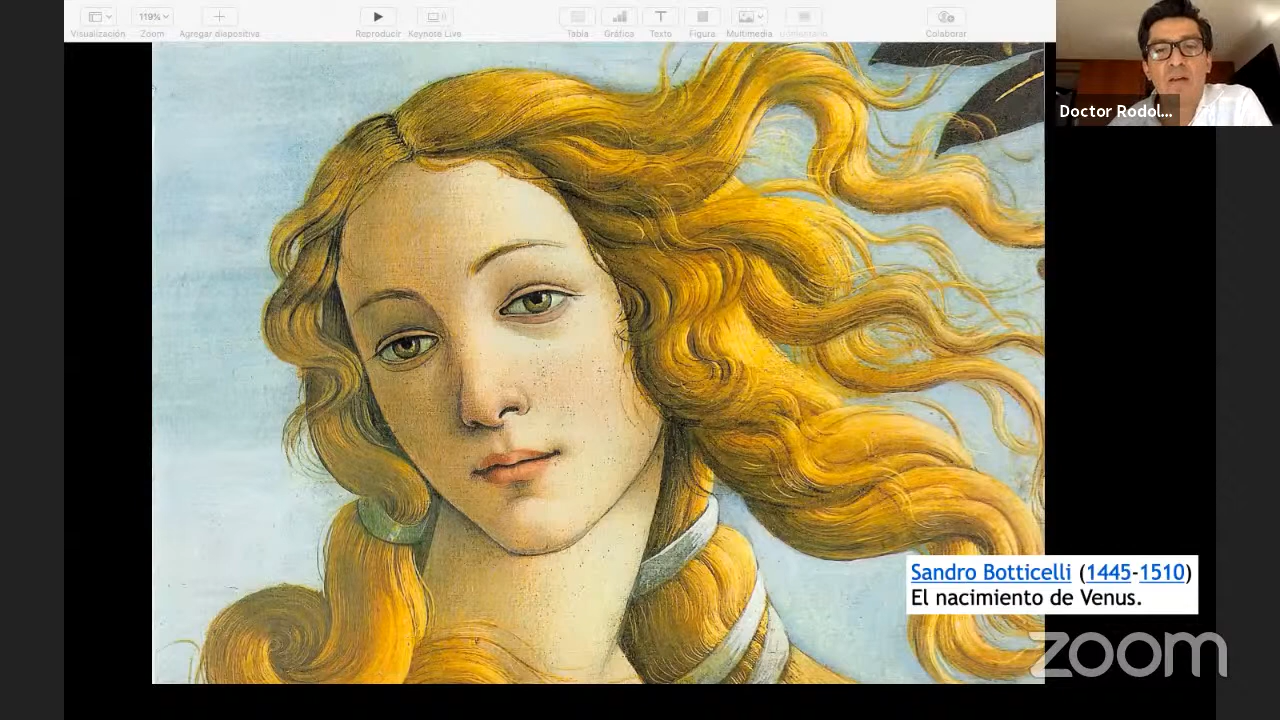 119%
Visualización
Zoom
Agregar diapositiva
Reproducir
Keynote Live
Tabla
Gráfica
Texto
Figura
Multimedia
Comentario
Colaborar
Doctor Rodol...
Sandro Botticelli (1445-1510)
El nacimiento de Venus.
zoom